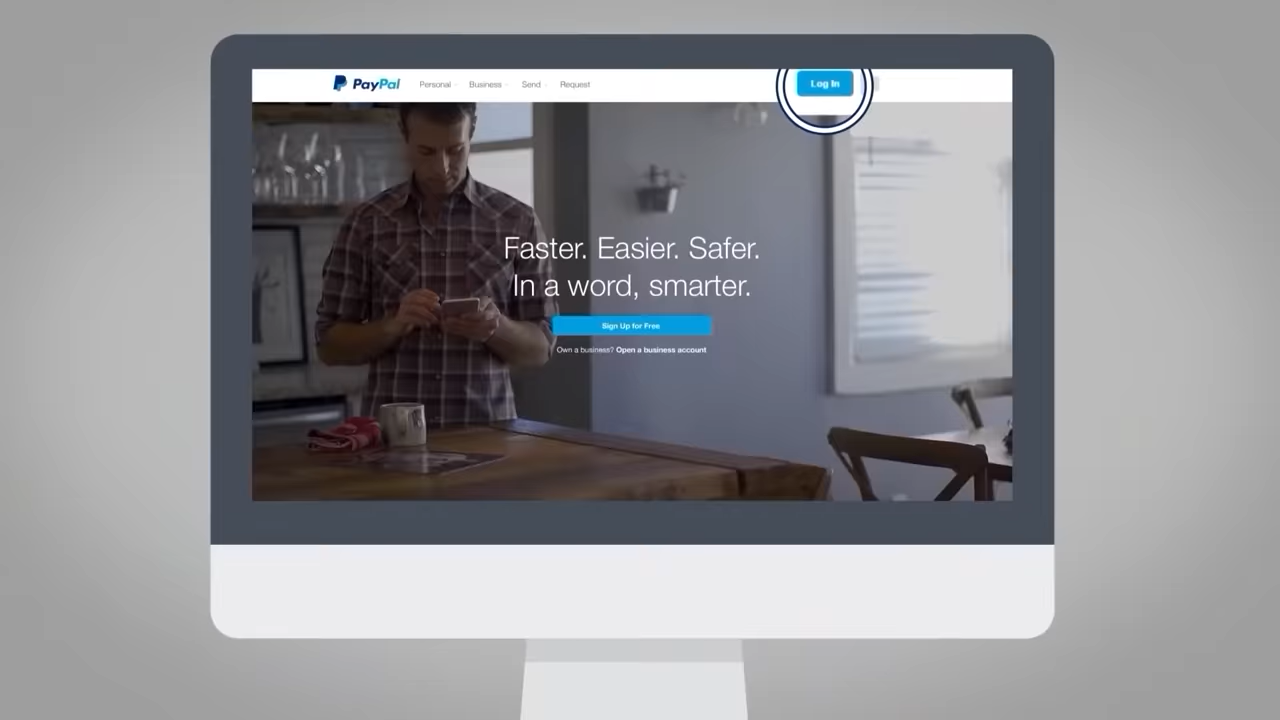 PayPal Personal Business Send Request Log In
Faster. Easier. Safer.
In a word, smarter.
Sign Up for Free
Own a business? Open a business account